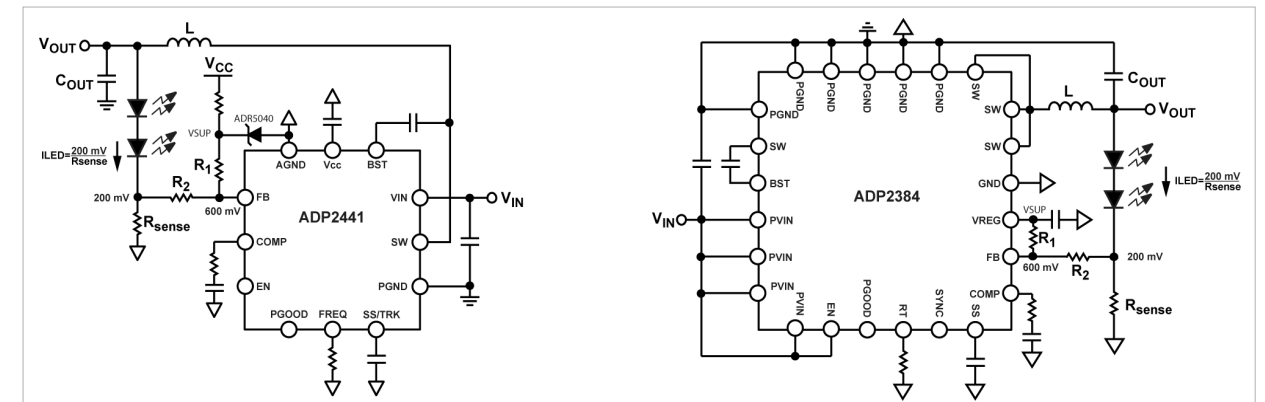 L
VOUT
COUT
VCC
VSUP
ADR5040
ILED=200 mV
Rsense
R1
R2
200 mV
600 mV
Rsense
AGND
Vcc
BST
FB
VIN
VIN
ADP2441
COMP
SW
EN
PGND
PGOOD
FREQ
SS/TRK
PGND
PGND
PGND
PGND
PGND
SW
COUT
PGND
SW
L
VOUT
SW
SW
BST
GND
ILED=200 mV
Rsense
ADP2384
VIN
PVIN
VREG
VSUP
R1
PVIN
FB
600 mV
R2
200 mV
PVIN
COMP
Rsense
PVIN
EN
PGOOD
RT
SYNC
SS